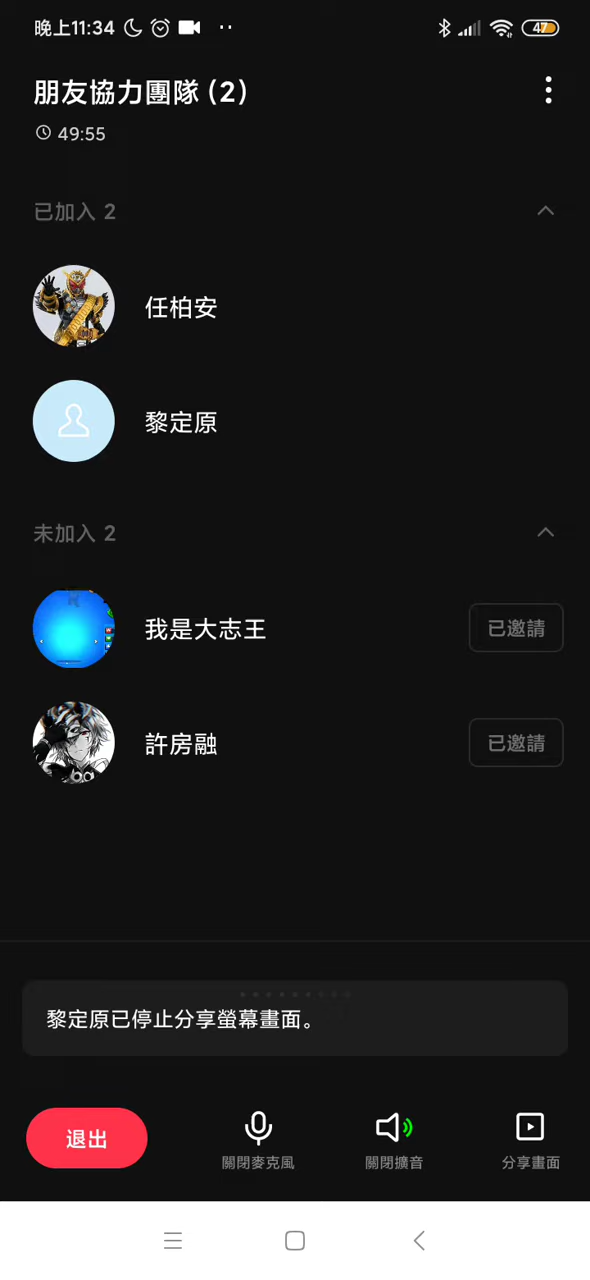 晚上11:34
47
朋友協力團隊 (2)
49:55
已加入 2
任柏安
黎定原
未加入 2
我是大志王
已邀請
許房融
已邀請
黎定原已停止分享螢幕畫面。
退出
關閉麥克風
關閉擴音
分享畫面